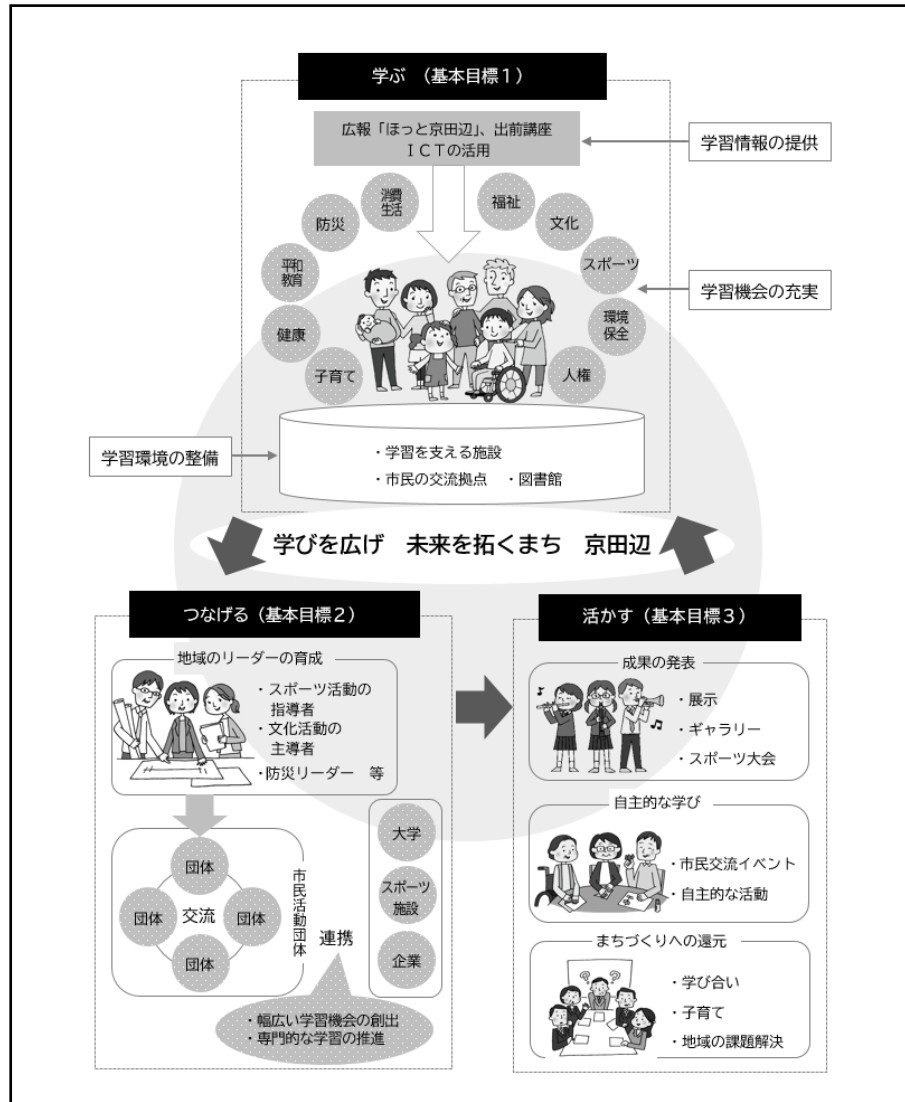 学ぶ （基本目標１）
広報「ほっと京田辺」、出前講座
ＩＣＴの活用
学習情報の提供
消費
生活
福祉
防災
文化
平和
教育
スポーツ
学習機会の充実
健康
環境
保全
子育て
人権
学習環境の整備
・学習を支える施設
・市民の交流拠点 ・図書館
学びを広げ 未来を拓くまち 京田辺
つなげる（基本目標２）
地域のリーダーの育成
・スポーツ活動の
指導者
・文化活動の
主導者
・防災リーダー 等
団体
団体
交流
団体
団体
市民活動団体
連携
大学
スポーツ
施設
企業
・幅広い学習機会の創出
・専門的な学習の推進
活かす（基本目標３）
成果の発表
・展示
・ギャラリー
・スポーツ大会
自主的な学び
・市民交流イベント
・自主的な活動
まちづくりへの還元
? ?
・学び合い
・子育て
・地域の課題解決